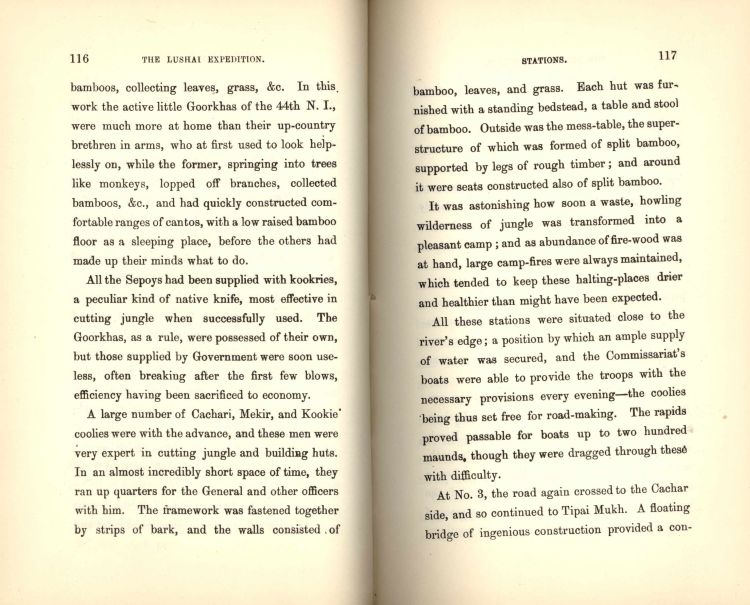 116
THE LUSHAI EXPEDITION.
bamboos, collecting leaves, grass, &c. In this
work the active little Goorkhas of the 44th N. I.,
were much more at home than their up-country
brethren in arms, who at first used to look help-
lessly on, while the former, springing into trees
like monkeys, lopped off branches, collected
bamboos, &c., and had quickly constructed com-
fortable ranges of cantos, with a low raised bamboo
floor as a sleeping place, before the others had
made up their minds what to do.
All the Sepoys had been supplied with kookries,
a peculiar kind of native knife, most effective in
cutting jungle when successfully used. The
Goorkhas, as a rule, were possessed of their own,
but those supplied by Government were soon use-
less, often breaking after the first few blows,
efficiency having been sacrificed to economy.
A large number of Cachari, Mekir, and Kookie
coolies were with the advance, and these men were
very expert in cutting jungle and building huts.
In an almost incredibly short space of time, they
ran up quarters for the General and other officers
with him. The framework was fastened together
by strips of bark, and the walls consisted of
STATIONS.
117
bamboo, leaves, and grass. Each hut was fur-
nished with a standing bedstead, a table and stool
of bamboo. Outside was the mess-table, the super-
structure of which was formed of split bamboo,
supported by legs of rough timber; and around
it were seats constructed also of split bamboo.
It was astonishing how soon a waste, howling
wilderness of jungle was transformed into a
pleasant camp; and as abundance of fire-wood was
at hand, large camp-fires were always maintained,
which tended to keep these halting-places drier
and healthier than might have been expected.
All these stations were situated close to the
river's edge; a position by which an ample supply
of water was secured, and the Commissariat's
boats were able to provide the troops with the
necessary provisions every evening—the coolies
being thus set free for road-making. The rapids
proved passable for boats up to two hundred
maunds, though they were dragged through these
with difficulty.
At No. 3, the road again crossed to the Cachar
side, and so continued to Tipai Mukh. A floating
bridge of ingenious construction provided a con-